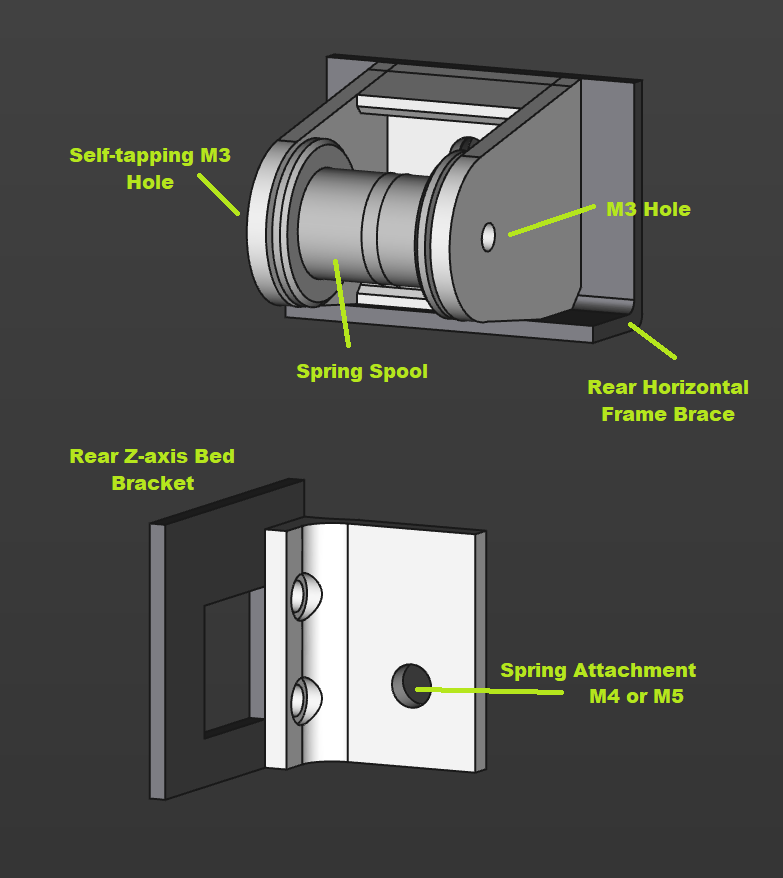 Self-tapping M3
Hole
M3 Hole
Spring Spool
Rear Horizontal
Frame Brace
Rear Z-axis Bed
Bracket
Spring Attachment
M4 or M5